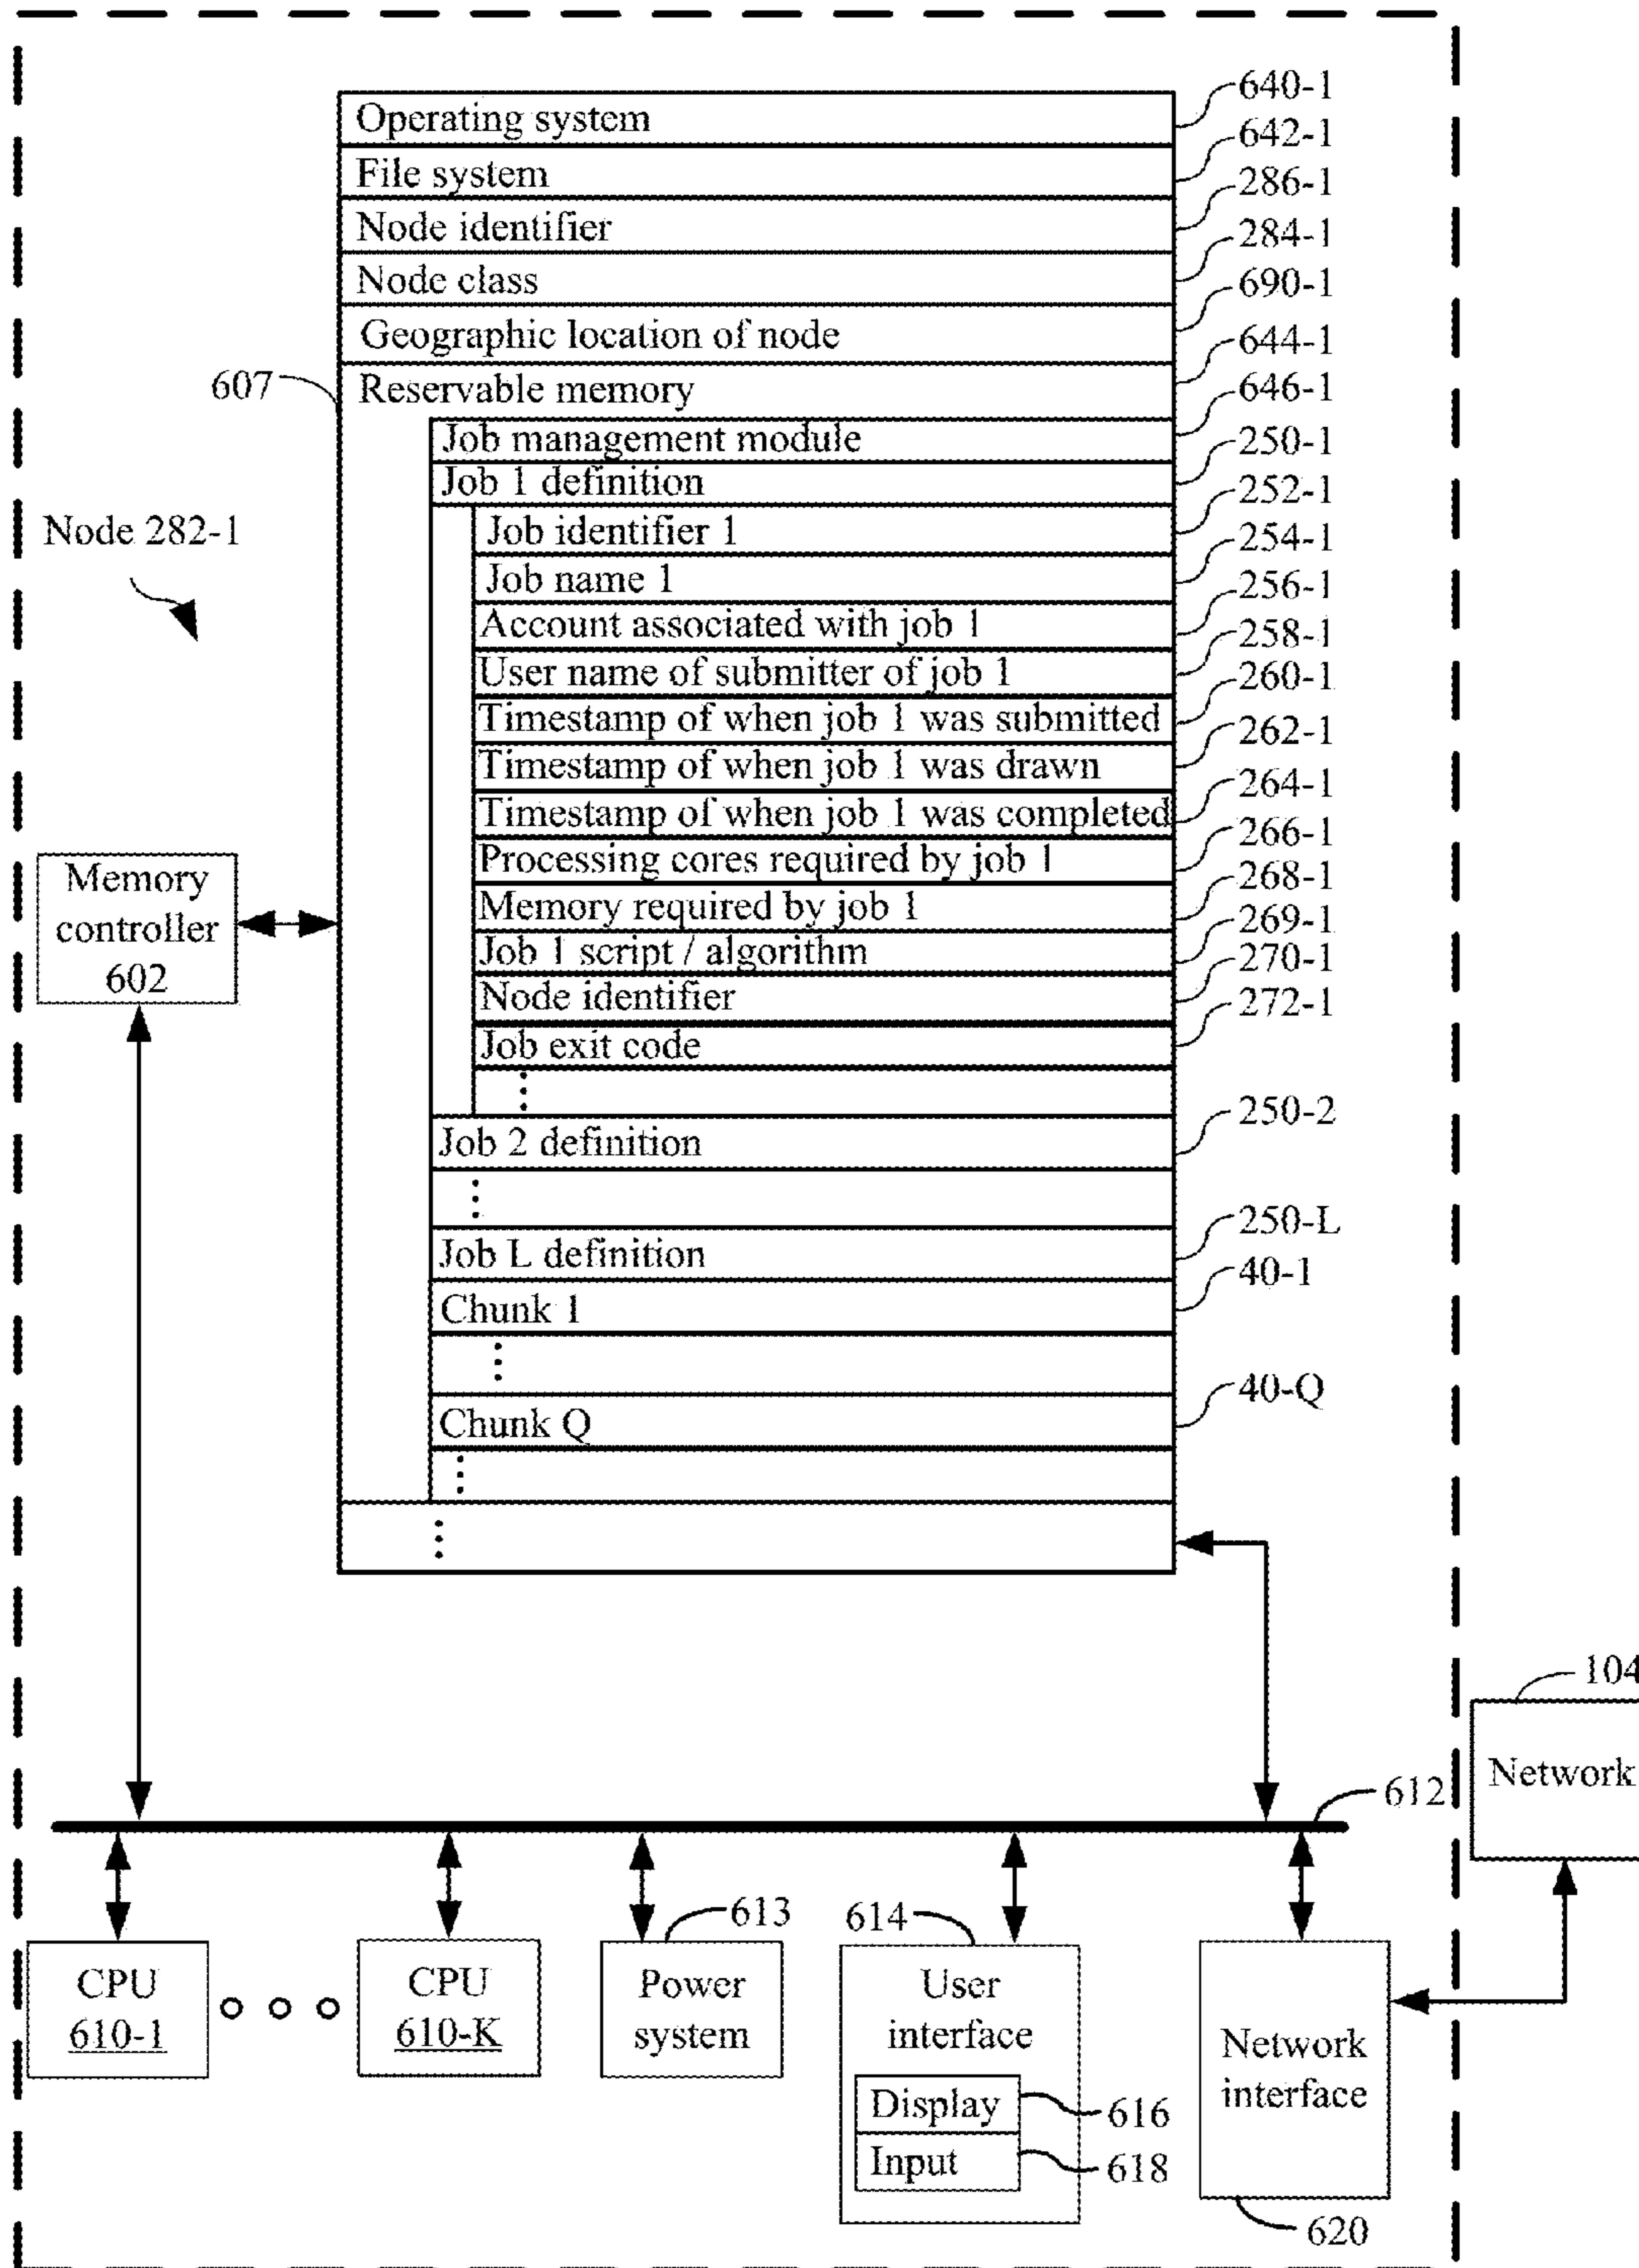 Operating system 640-1
File system 642-1
Node identifier 286-1
Node class 284-1
Geographic location of node 690-1
607 Reservable memory 644-1
Job management module 646-1
Job 1 definition 250-1
Node 282-1
Job identifier 1 252-1
Job name 1 254-1
Account associated with job 1 256-1
User name of submitter of job 1 258-1
Timestamp of when job 1 was submitted 260-1
Timestamp of when job 1 was drawn 262-1
Timestamp of when job 1 was completed 264-1
Processing cores required by job 1 266-1
Memory required by job 1 268-1
Job 1 script / algorithm 269-1
Node identifier 270-1
Job exit code 272-1
Memory
controller
602
Job 2 definition 250-2
Job L definition 250-L
Chunk 1 40-1
Chunk Q 40-Q
104
Network
612
CPU
610-1
CPU
610-K
613
Power
system
614
User
interface
Display 616
Input 618
Network
interface
620